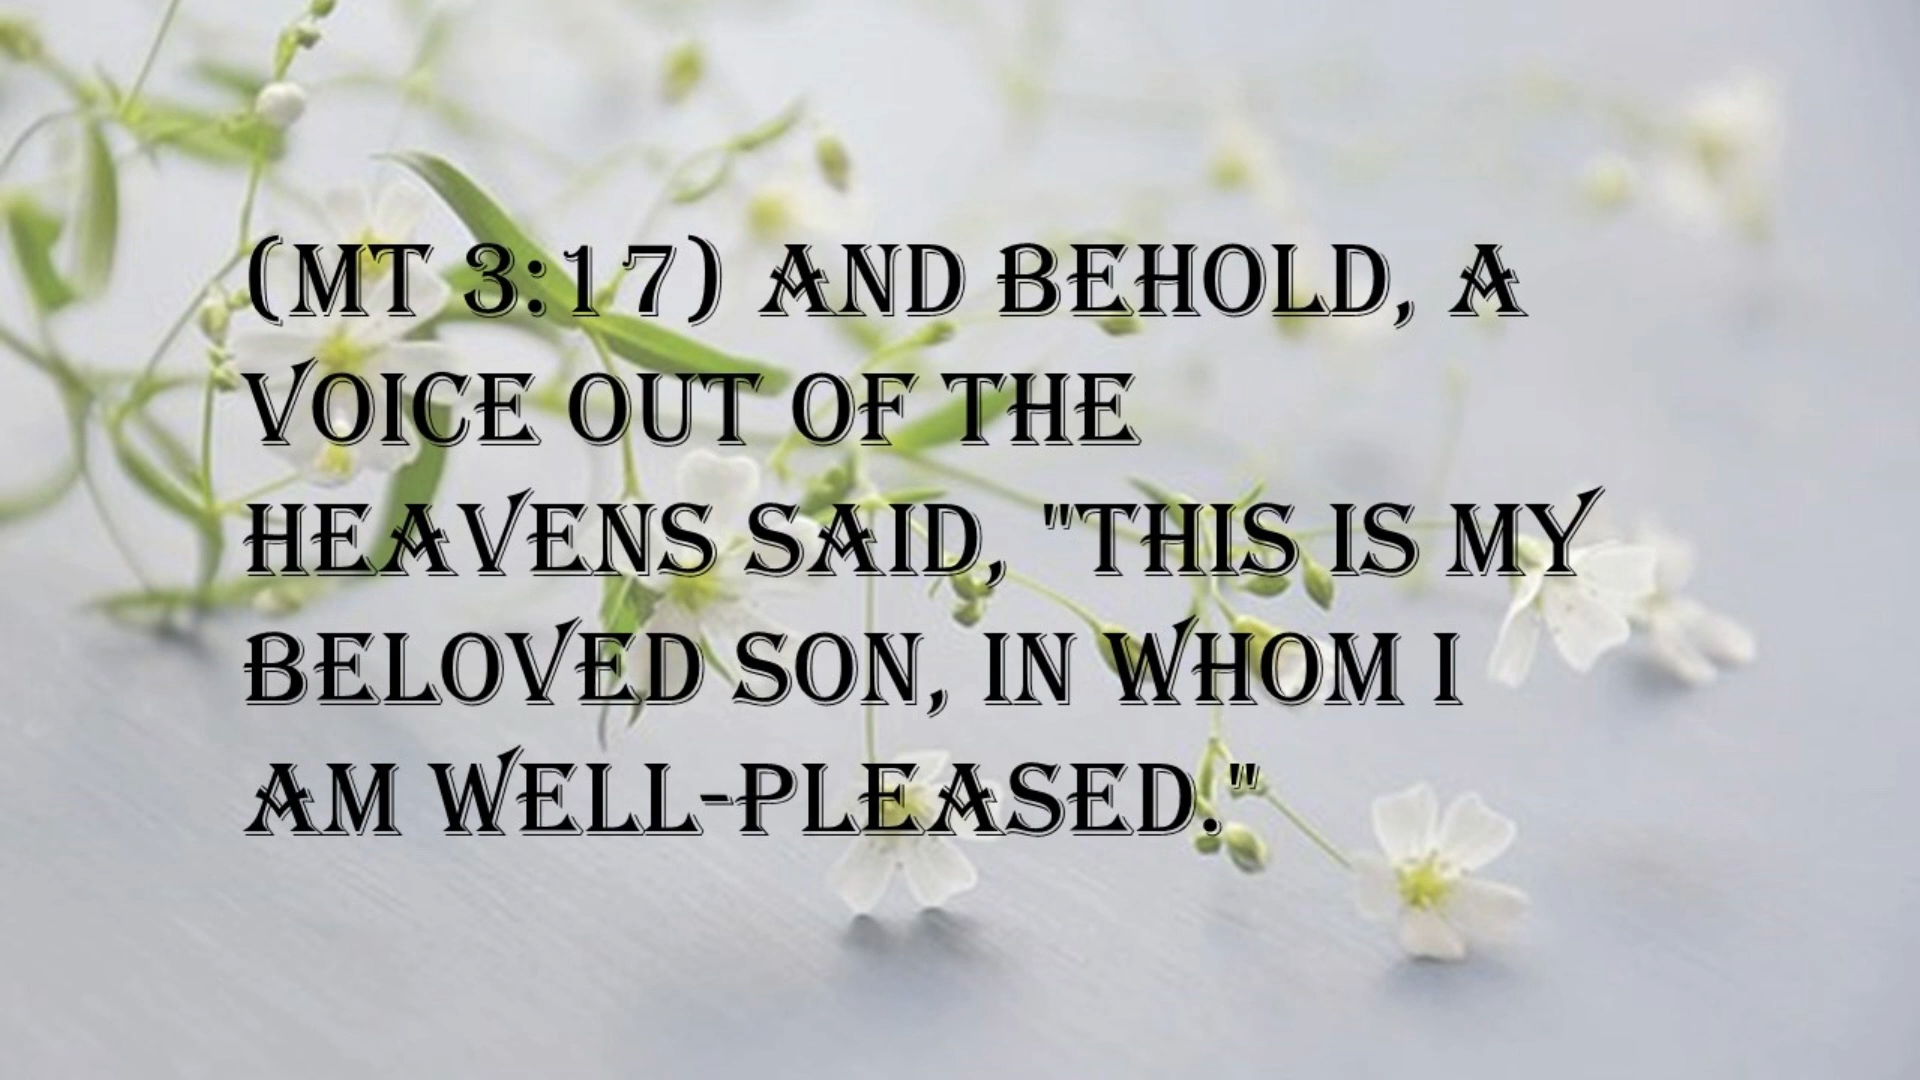 (MT 3:17) AND BEHOLD, A
VOICE OUT OF THE
HEAVENS SAID, "THIS IS MY
BELOVED SON, IN WHOM I
AM WELL-PLEASED."